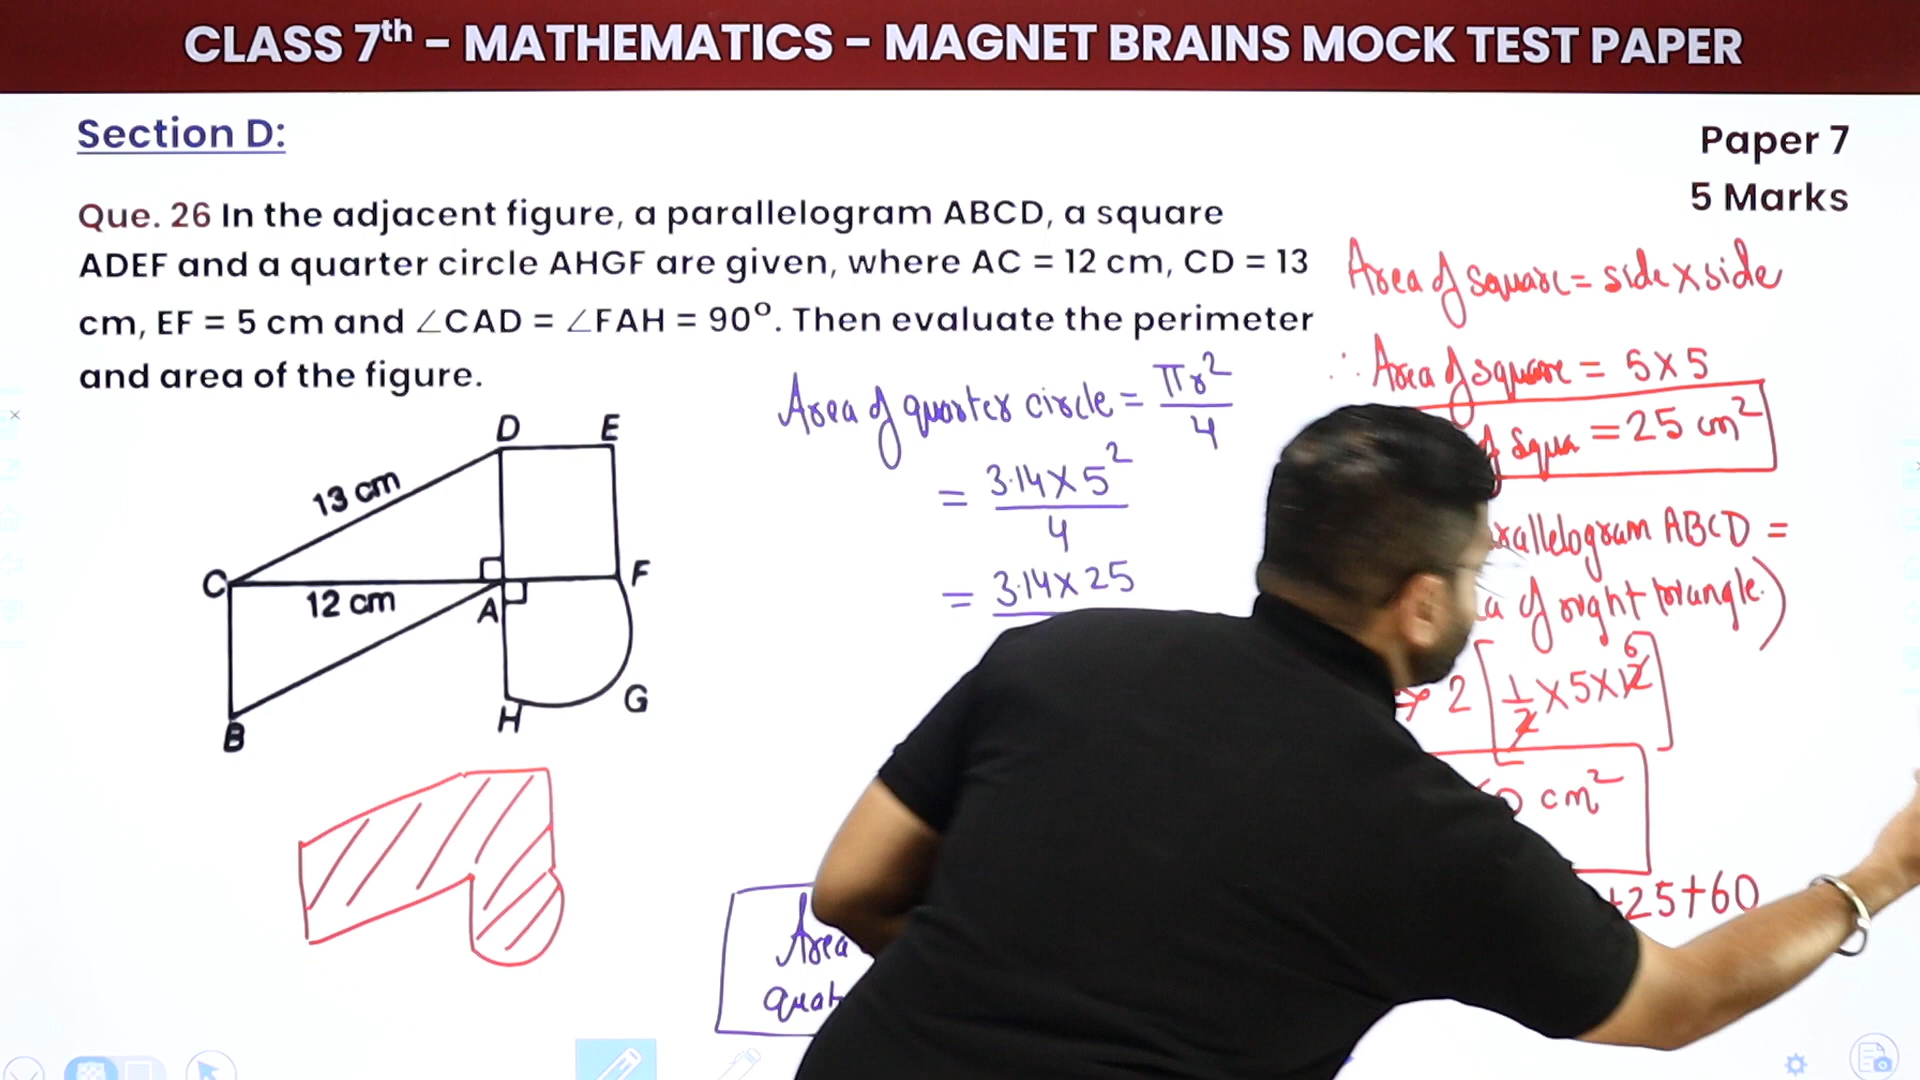 CLASS 7th – MATHEMATICS – MAGNET BRAINS MOCK TEST PAPER
Section D:
Paper 7
5 Marks
Que. 26 In the adjacent figure, a parallelogram ABCD, a square
ADEF and a quarter circle AHGF are given, where AC = 12 cm, CD = 13
cm, EF = 5 cm and ∠CAD = ∠FAH = 90°. Then evaluate the perimeter
and area of the figure.
D E
13 cm
C
12 cm
A
F
B
H
G
Area of quarter circle = πr²/4
= 3.14×5²/4
= 3.14×25
Area
Area of square = side×side
∴ Area of square = 5×5
of Squa = 25 cm²
parallelogram ABCD =
of right triangle.)
2 [1/2 ×5×12 6]
cm²
+25+60